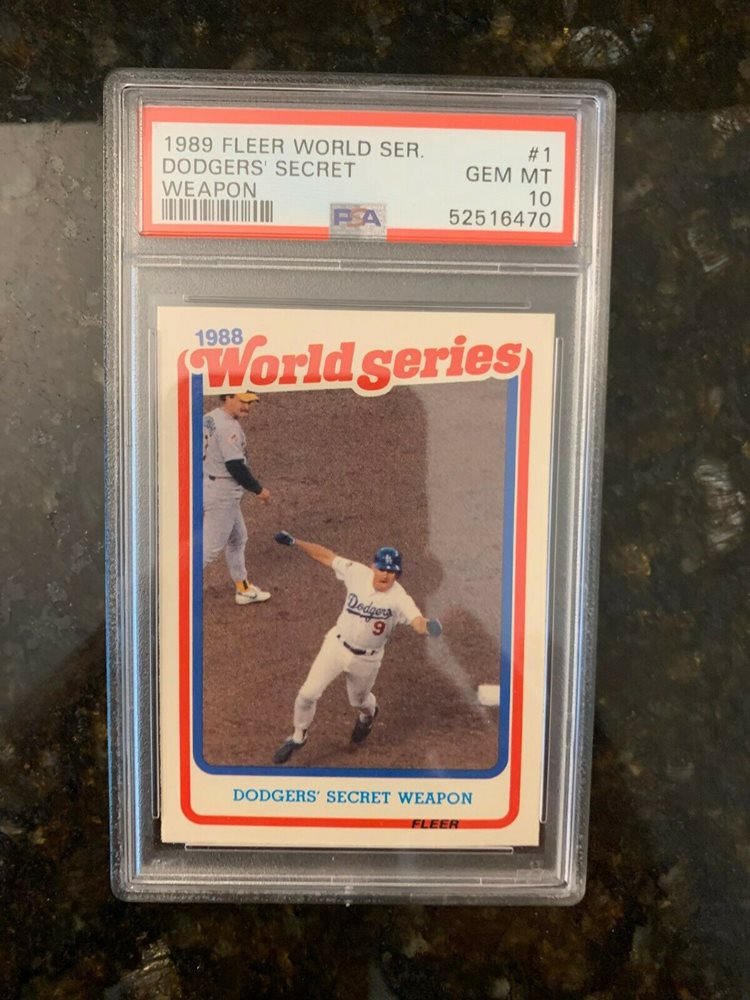 1989 FLEER WORLD SER. #1
DODGERS' SECRET GEM MT
WEAPON 10
PSA 52516470
1988
World Series
Dodgers
9
DODGERS' SECRET WEAPON
FLEER